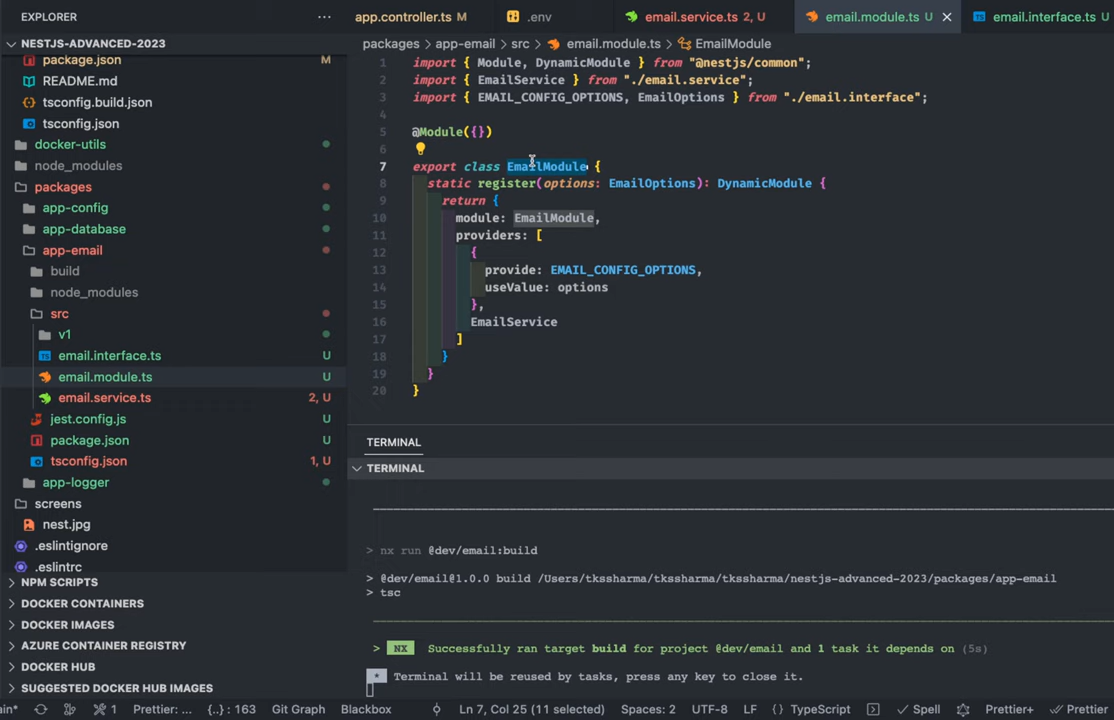 EXPLORER
···
app.controller.ts M
.env
email.service.ts 2, U
email.module.ts U
email.interface.ts U
NESTJS-ADVANCED-2023
package.json M
README.md
tsconfig.build.json
tsconfig.json
docker-utils
node_modules
packages
app-config
app-database
app-email
build
node_modules
src
v1
email.interface.ts U
email.module.ts U
email.service.ts 2, U
jest.config.js U
package.json U
tsconfig.json 1, U
app-logger
screens
nest.jpg
.eslintignore
.eslintrc
NPM SCRIPTS
DOCKER CONTAINERS
DOCKER IMAGES
AZURE CONTAINER REGISTRY
DOCKER HUB
SUGGESTED DOCKER HUB IMAGES
packages > app-email > src > email.module.ts > EmailModule
1 import { Module, DynamicModule } from "@nestjs/common";
2 import { EmailService } from "./email.service";
3 import { EMAIL_CONFIG_OPTIONS, EmailOptions } from "./email.interface";
4
5 @Module({})
6
7 export class EmailModule {
8 static register(options: EmailOptions): DynamicModule {
9 return {
10 module: EmailModule,
11 providers: [
12 {
13 provide: EMAIL_CONFIG_OPTIONS,
14 useValue: options
15 },
16 EmailService
17 ]
18 }
19 }
20 }
TERMINAL
TERMINAL
> nx run @dev/email:build
> @dev/email@1.0.0 build /Users/tkssharma/tkssharma/tkssharma/nestjs-advanced-2023/packages/app-email
> tsc
> NX Successfully ran target build for project @dev/email and 1 task it depends on (5s)
* Terminal will be reused by tasks, press any key to close it.
ain* 1 Prettier: ··· {..} : 163 Git Graph Blackbox Ln 7, Col 25 (11 selected) Spaces: 2 UTF-8 LF {} TypeScript Spell Prettier+ Prettier